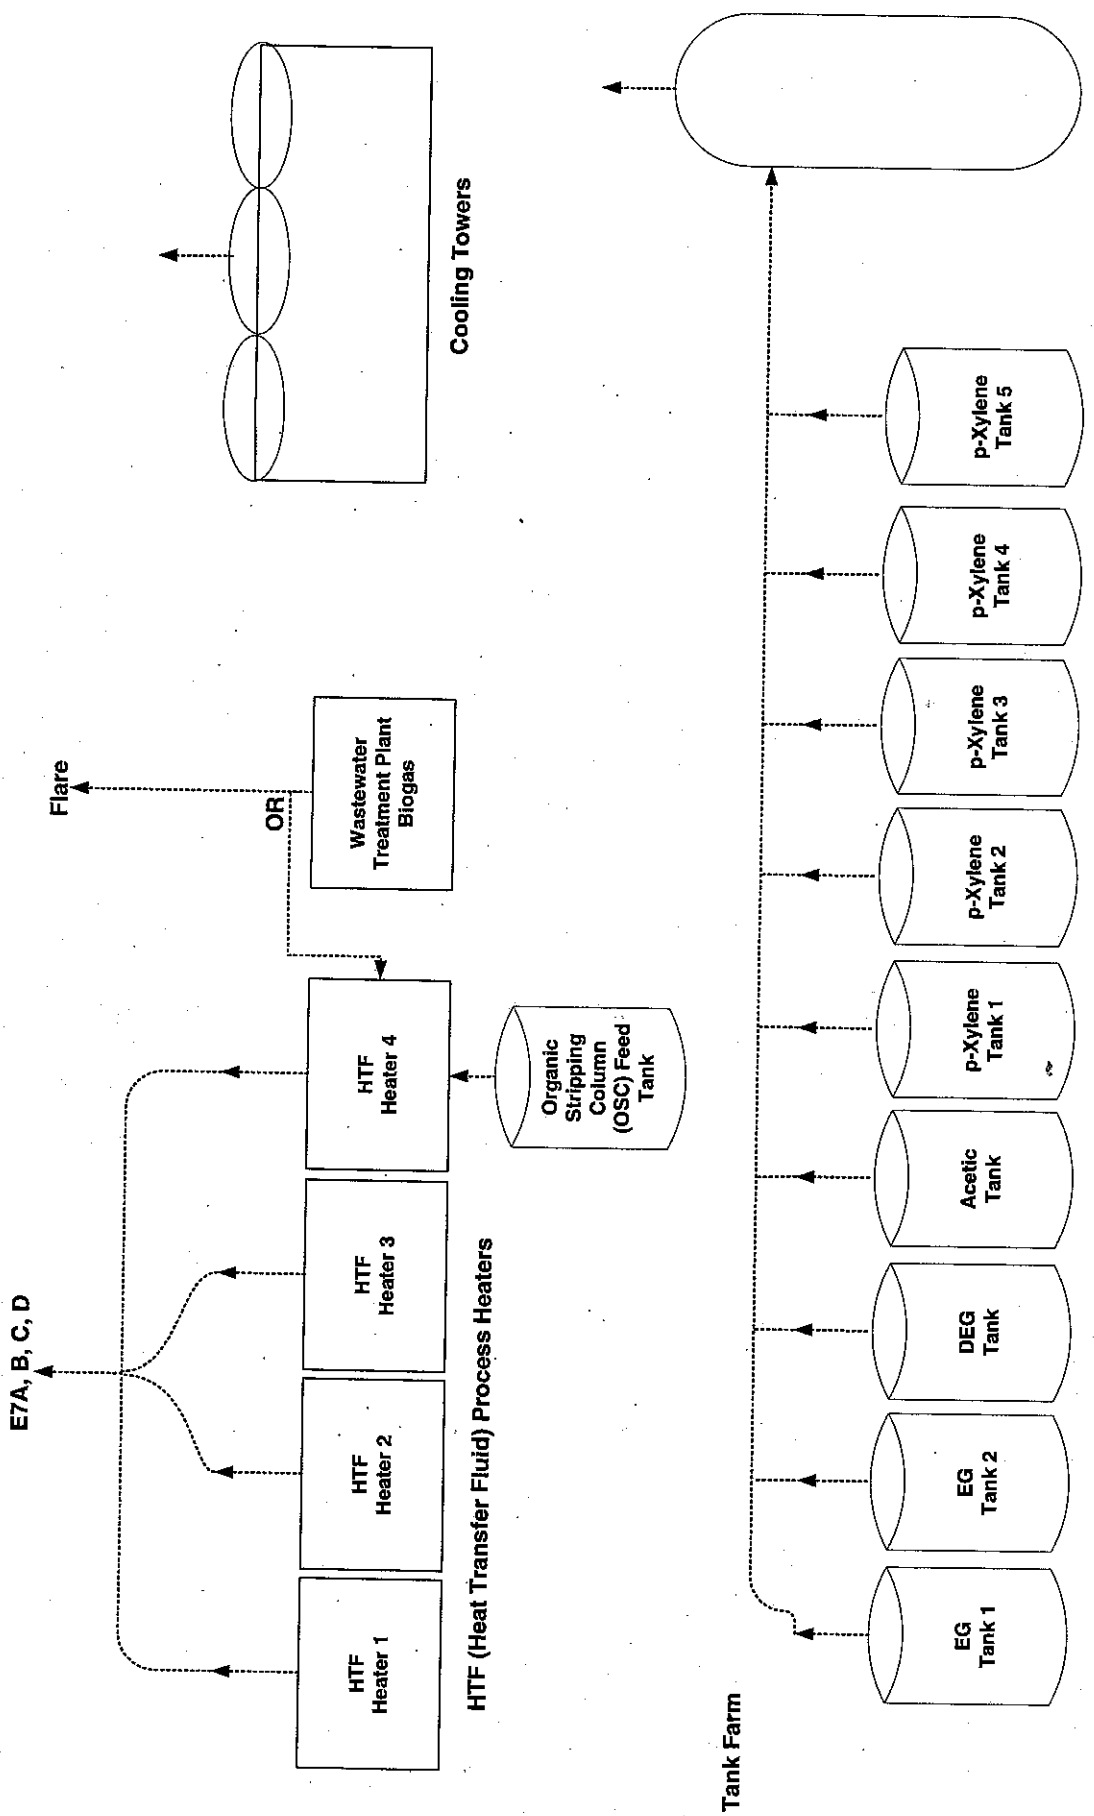 E7A, B, C, D
Flare
OR
HTF
Heater 1
HTF
Heater 2
HTF
Heater 3
HTF
Heater 4
Wastewater
Treatment Plant
Biogas
Cooling Towers
HTF (Heat Transfer Fluid) Process Heaters
Organic
Stripping
Column
(OSC) Feed
Tank
Tank Farm
EG
Tank 1
EG
Tank 2
DEG
Tank
Acetic
Tank
p-Xylene
Tank 1
p-Xylene
Tank 2
p-Xylene
Tank 3
p-Xylene
Tank 4
p-Xylene
Tank 5